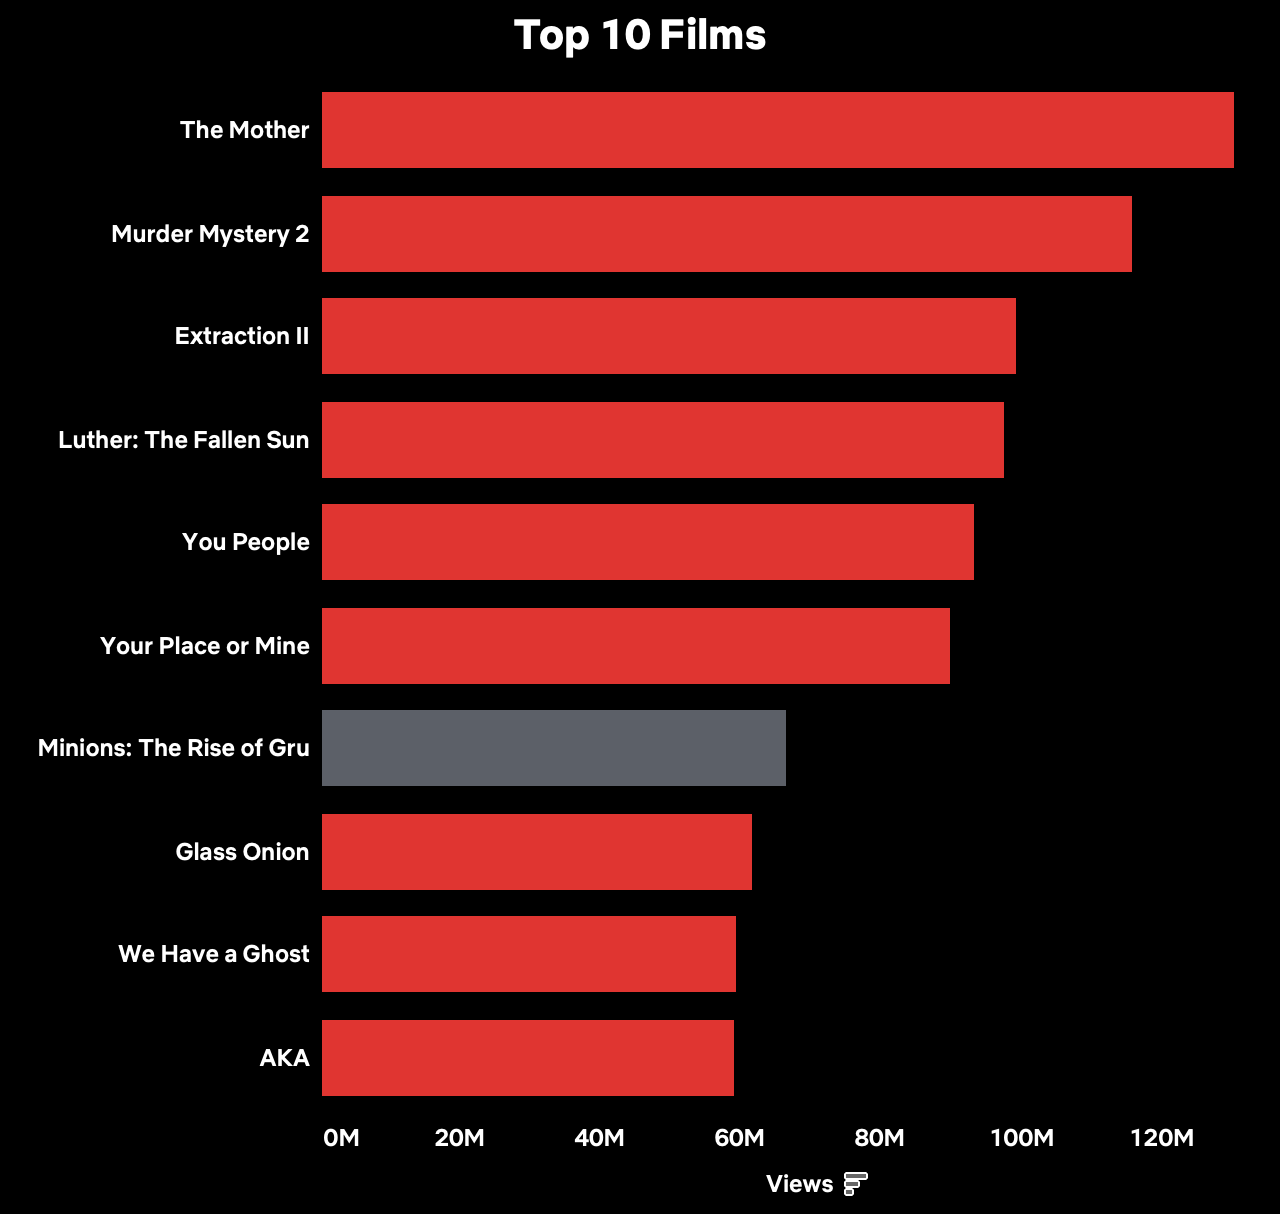 Top 10 Films
The Mother
Murder Mystery 2
Extraction II
Luther: The Fallen Sun
You People
Your Place or Mine
Minions: The Rise of Gru
Glass Onion
We Have a Ghost
AKA
0M 20M 40M 60M 80M 100M 120M
Views